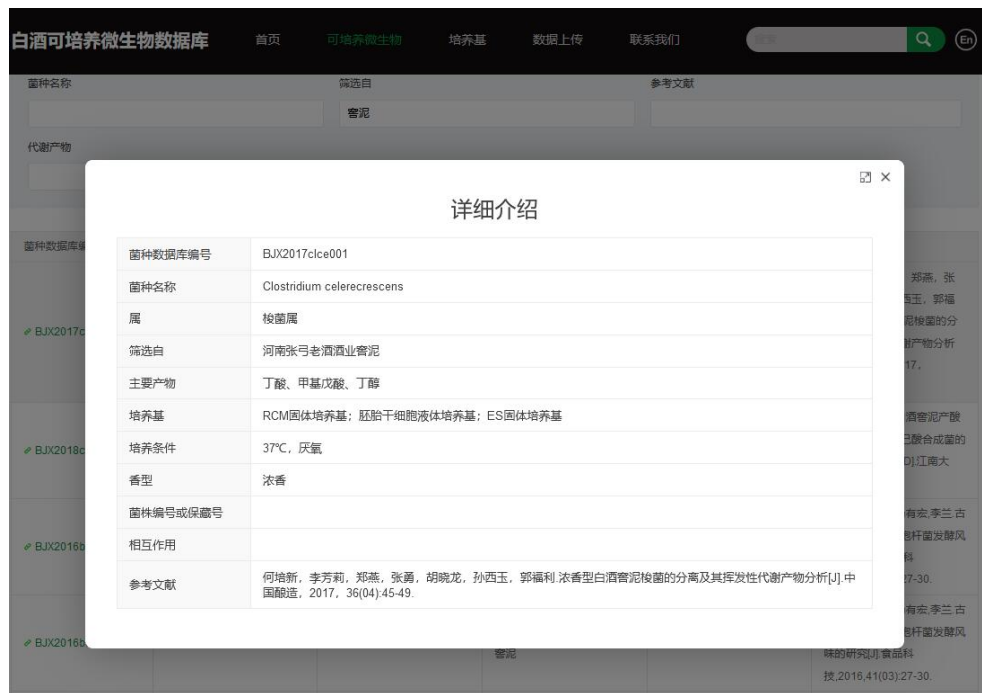 白酒可培养微生物数据库
首页
可培养微生物
培养基
数据上传
联系我们
En
菌种名称
筛选自
参考文献
窖泥
代谢产物
详细介绍
菌种数据库编
菌种数据库编号 BJX2017clce001
菌种名称 Clostridium celerecrescens
属 梭菌属
筛选自 河南张弓老酒酒业窖泥
主要产物 丁酸、甲基戊酸、丁醇
培养基 RCM固体培养基；胚胎干细胞液体培养基；ES固体培养基
培养条件 37℃，厌氧
香型 浓香
菌株编号或保藏号
相互作用
参考文献 何培新，李芳莉，郑燕，张勇，胡晓龙，孙西玉，郭福利.浓香型白酒窖泥梭菌的分离及其挥发性代谢产物分析[J].中
国酿造，2017，36(04):45-49.
BJX2017c
郑燕，张
西玉，郭福
泥梭菌的分
谢产物分析
17，
BJX2018c
酒窖泥产酸
己酸合成菌的
D].江南大
BJX2016b
有宏,李兰.古
孢杆菌发酵风
科
27-30.
BJX2016b
窖泥
有宏,李兰.古
孢杆菌发酵风
味的研究[J].食品科
技,2016,41(03):27-30.